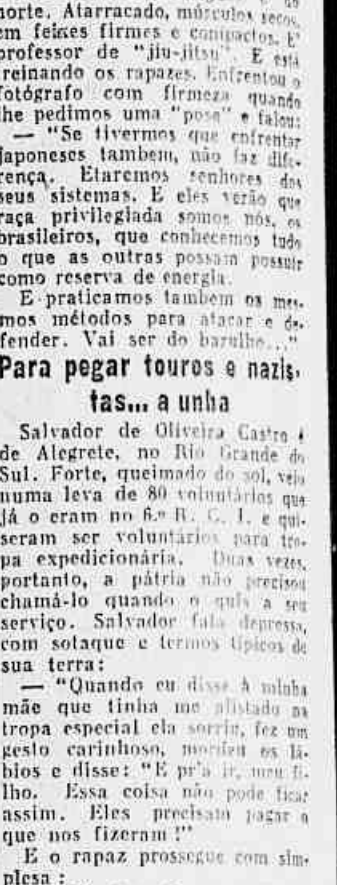 norte. Atarracado, músculos secos,
em feixes firmes e compactos. E'
professor de "jiu-jitsu". E está
reinando os rapazes. Enfrentou o
fotógrafo com firmeza quando
lhe pedimos uma "pose" e falou:
— "Se tivermos que enfrentar
japoneses tambem, não faz dife-
rença. Etaremos senhores dos
seus sistemas. E eles verão que
raça privilegiada somos nós, os
brasileiros, que conhecemos tudo
o que as outras possam possuir
como reserva de energia.
E praticamos tambem os mes-
mos métodos para atacar e de-
fender. Vai ser do barulho..."
Para pegar touros e nazis-
tas... a unha
Salvador de Oliveira Castro é
de Alegrete, no Rio Grande do
Sul. Forte, queimado do sol, veio
numa leva de 80 voluntários que
já o eram no 6.º R. C. I. e qui-
seram ser voluntários para tro-
pa expedicionária. Duas vezes,
portanto, a pátria não precisou
chamá-lo quando o quis a seu
serviço. Salvador fala depressa,
com sotaque e termos típicos de
sua terra:
— "Quando eu disse à minha
mãe que tinha me alistado na
tropa especial ela sorriu, fez um
gesto carinhoso, mordeu os lá-
bios e disse: "E pr'a ir, meu fi-
lho. Essa coisa não pode ficar
assim. Eles precisam pagar o
que nos fizeram!"
E o rapaz prossegue com sim-
plesa: